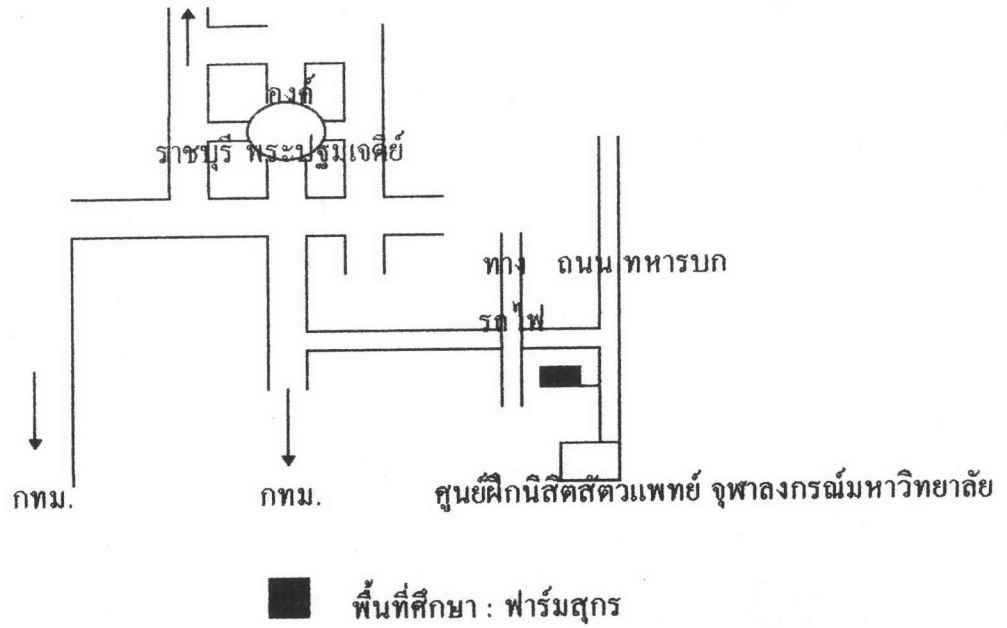 องค์
ราชบุรี พระปฐมเจดีย์
ทาง ถนน ทหารบก
รถไฟ
กทม. กทม. ศูนย์ฝึกนิสิตสัตวแพทย์ จุฬาลงกรณ์มหาวิทยาลัย
พื้นที่ศึกษา : ฟาร์มสุกร